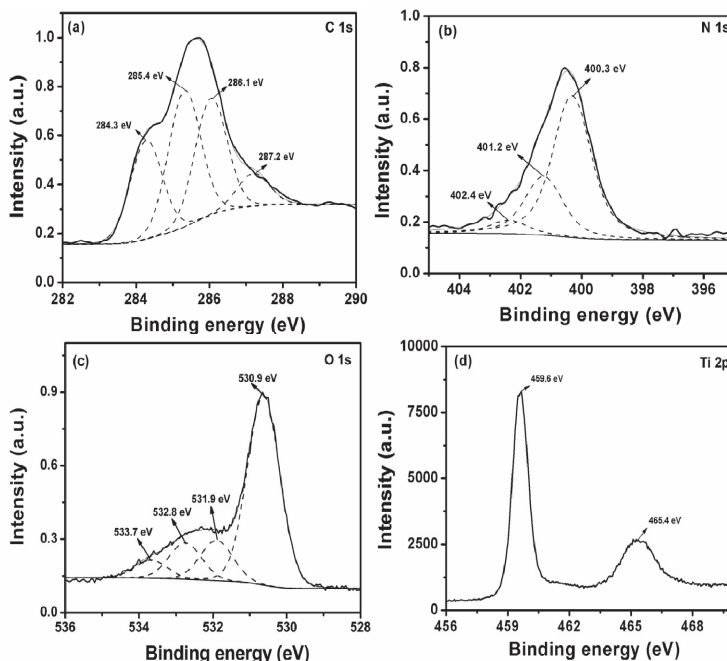 (a)
C 1s
1.0
0.8
0.6
0.4
0.2
0.0
Intensity (a.u.)
284.3 eV
285.4 eV
286.1 eV
287.2 eV
282 284 286 288 290
Binding energy (eV)
(b)
N 1s
1.0
0.8
0.6
0.4
0.2
0.0
Intensity (a.u.)
402.4 eV
401.2 eV
400.3 eV
404 402 400 398 396
Binding energy (eV)
(c)
O 1s
0.9
0.6
0.3
0.0
Intensity (a.u.)
533.7 eV
532.8 eV
531.9 eV
530.9 eV
536 534 532 530 528
Binding energy (eV)
(d)
Ti 2p
10000
7500
5000
2500
0
Intensity (a.u.)
459.6 eV
465.4 eV
456 459 462 465 468
Binding energy (eV)